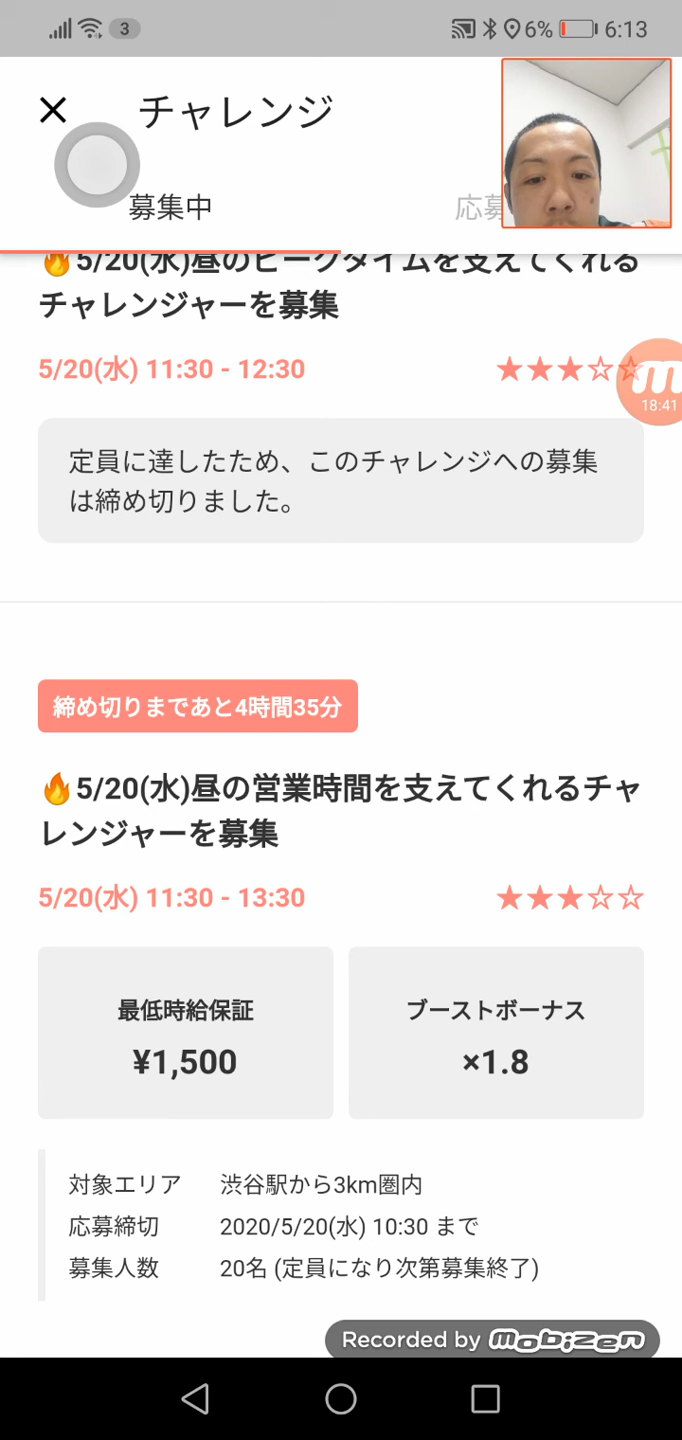 3 6% 6:13
チャレンジ
募集中
応募
🔥5/20(水)昼のピークタイムを支えてくれる
チャレンジャーを募集
5/20(水) 11:30 - 12:30 ★★★☆☆
18:41
定員に達したため、このチャレンジへの募集
は締め切りました。
締め切りまであと4時間35分
🔥5/20(水)昼の営業時間を支えてくれるチャ
レンジャーを募集
5/20(水) 11:30 - 13:30 ★★★☆☆
最低時給保証 ブーストボーナス
¥1,500 ×1.8
対象エリア 渋谷駅から3km圏内
応募締切 2020/5/20(水) 10:30 まで
募集人数 20名 (定員になり次第募集終了)
Recorded by mobizen